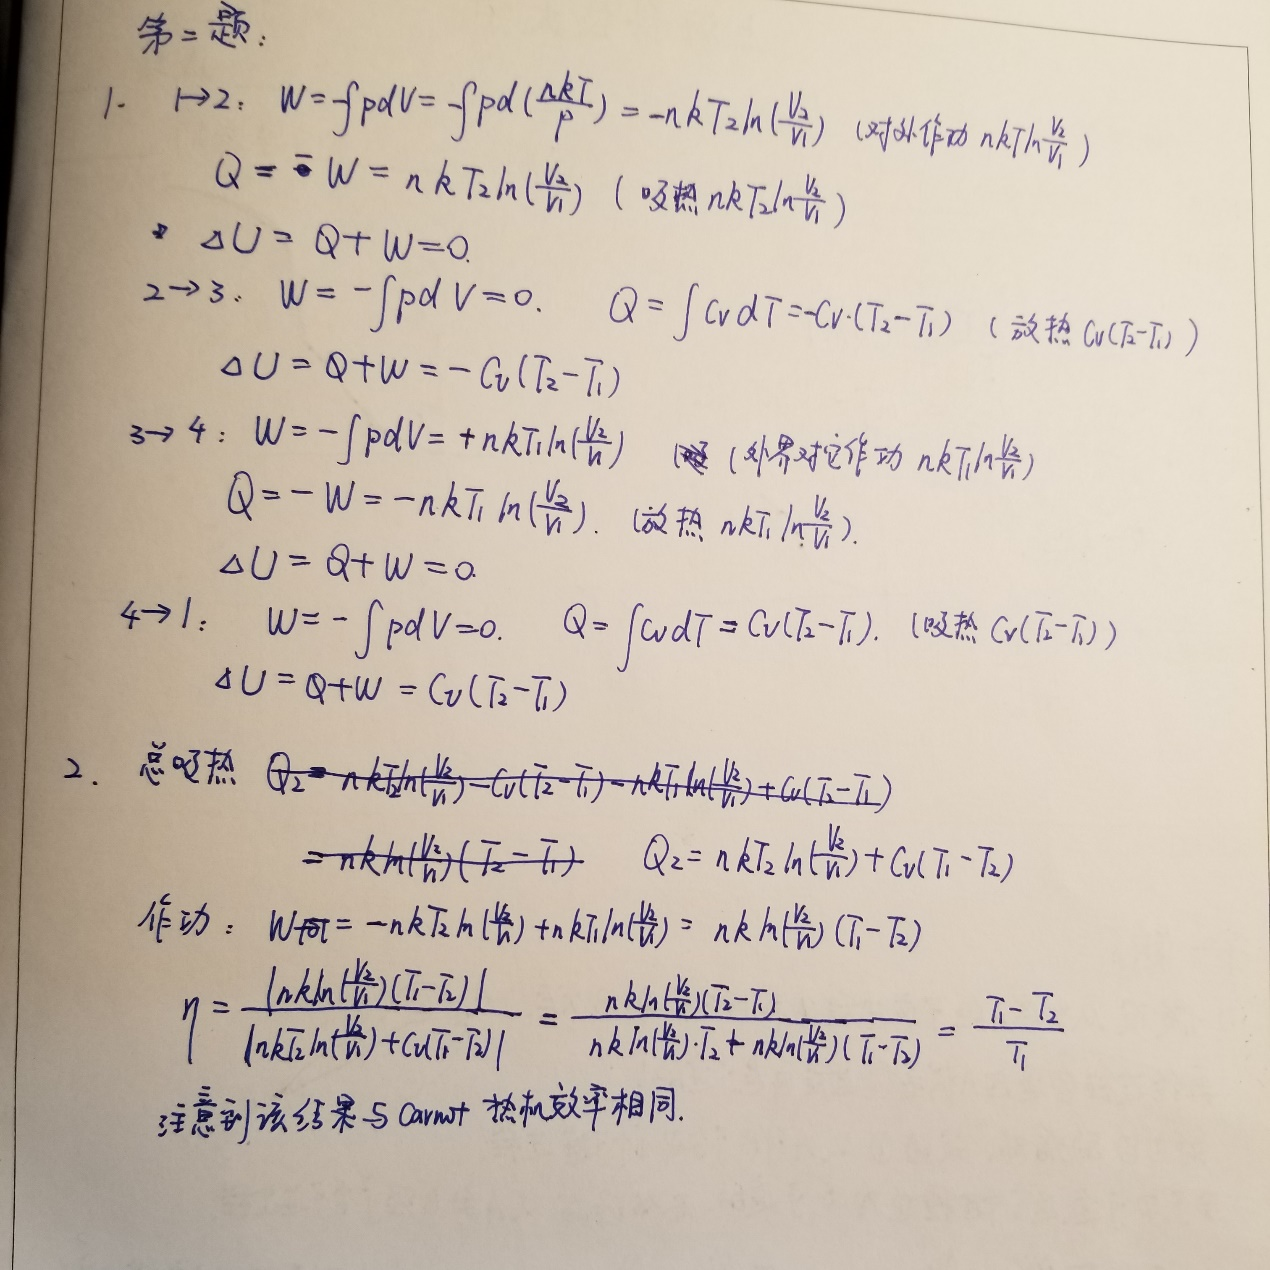 第二题:
1. 1→2: W=-∫pdV=-∫pd(nkT/p)=-nkT₂ln(V₂/V₁) (对外作功 nkTln V₂/V₁)
Q = -W = nkT₂ln(V₂/V₁) (吸热 nkT₂ln V₂/V₁)
ΔU = Q+W=0.
2→3: W = -∫pdV=0. Q = ∫CvdT=-Cv·(T₂-T₁) (放热 Cv(T₂-T₁))
ΔU = Q+W = -Cv(T₂-T₁)
3→4: W=-∫pdV=+nkT₁ln(V₂/V₁) (外界对它作功 nkT₁ln V₂/V₁)
Q=-W=-nkT₁ln(V₂/V₁). (放热 nkT₁ln V₂/V₁).
ΔU = Q+W=0.
4→1: W=-∫pdV=0. Q=∫CvdT=Cv(T₂-T₁). (吸热 Cv(T₂-T₁))
ΔU=Q+W=Cv(T₂-T₁)
2. 总吸热 Q₂= nkT₂ln(V₂/V₁)-Cv(T₂-T₁)-nkT₁ln(V₂/V₁)+Cv(T₂-T₁)
=nkln(V₂/V₁)(T₂-T₁) Q₂=nkT₂ln(V₂/V₁)+Cv(T₁-T₂)
作功: W=-nkT₂ln(V₂/V₁)+nkT₁ln(V₂/V₁)=nkln(V₂/V₁)(T₁-T₂)
η=|nkln(V₂/V₁)(T₁-T₂)|/|nkT₂ln(V₂/V₁)+Cv(T₁-T₂)|=nkln(V₂/V₁)(T₂-T₁)/nkln(V₂/V₁)·T₂+nkln(V₂/V₁)(T₁-T₂)=T₁-T₂/T₁
注意到该结果与Carnot热机效率相同.